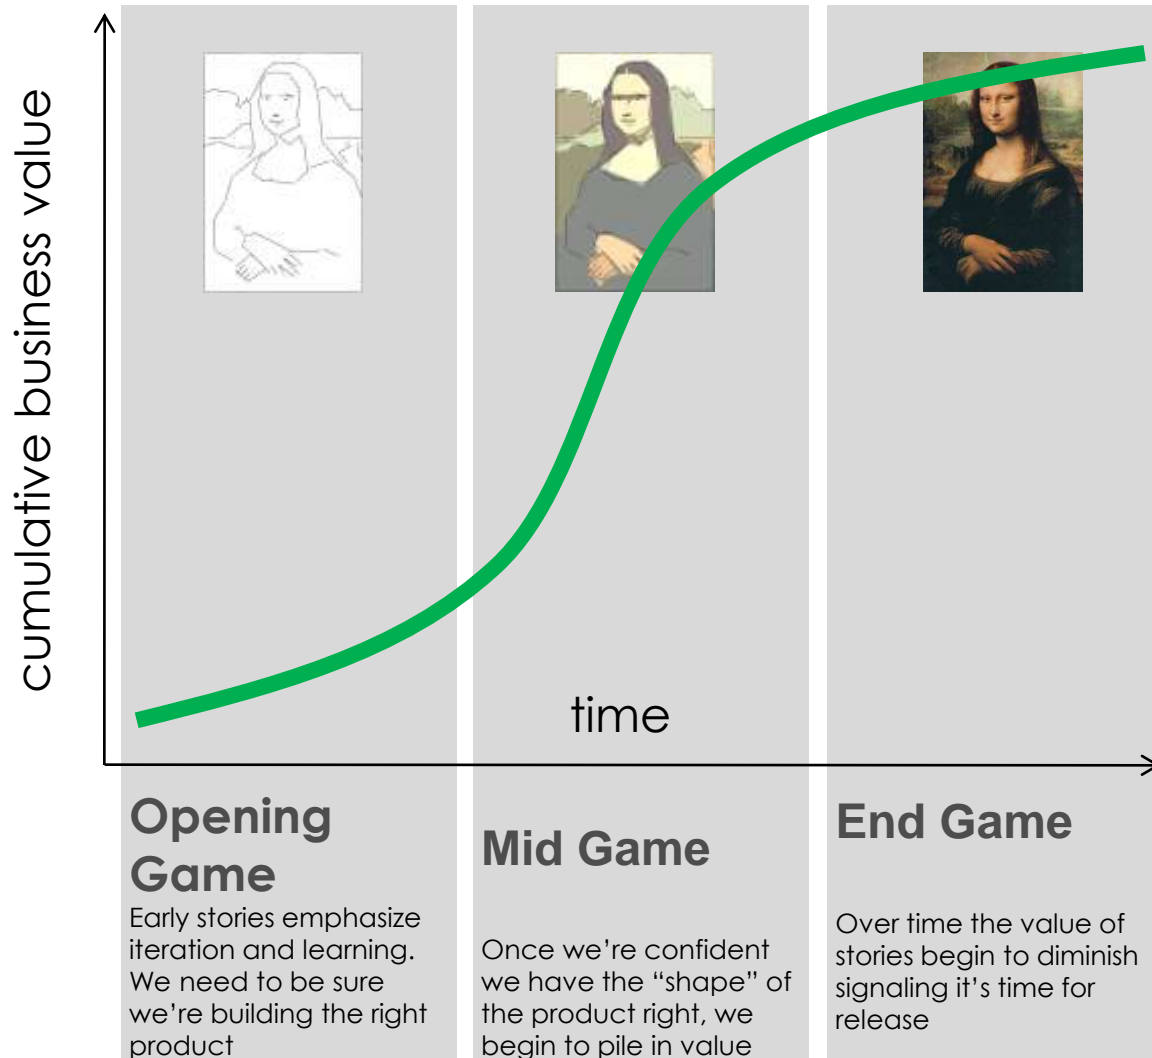 cumulative business value
time
Opening
Game
Early stories emphasize
iteration and learning.
We need to be sure
we’re building the right
product
Mid Game
Once we’re confident
we have the “shape” of
the product right, we
begin to pile in value
End Game
Over time the value of
stories begin to diminish
signaling it’s time for
release